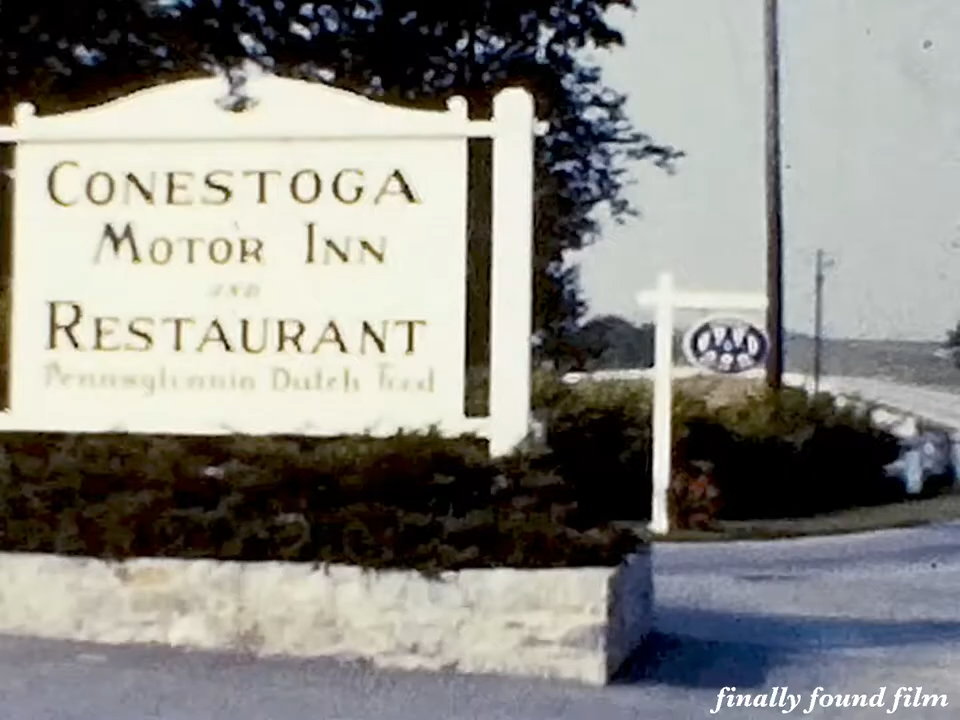 CONESTOGA
MOTOR INN
AND
RESTAURANT
Pennsylvania Dutch Food
AAA
finally found film